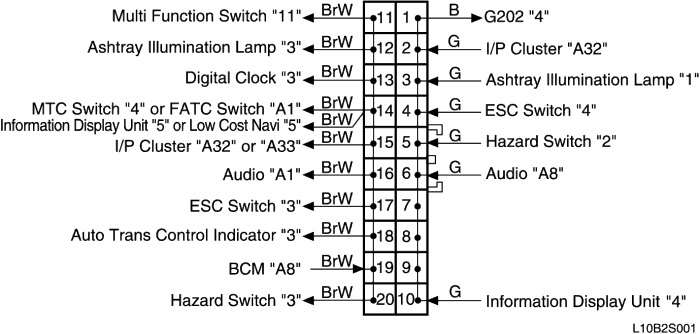 Multi Function Switch "11" BrW 11 1 B G202 "4"
Ashtray Illumination Lamp "3" BrW 12 2 G I/P Cluster "A32"
Digital Clock "3" BrW 13 3 G Ashtray Illumination Lamp "1"
MTC Switch "4" or FATC Switch "A1" BrW 14 4 G ESC Switch "4"
Information Display Unit "5" or Low Cost Navi "5" BrW
I/P Cluster "A32" or "A33" BrW 15 5 G Hazard Switch "2"
Audio "A1" BrW 16 6 G Audio "A8"
ESC Switch "3" BrW 17 7
Auto Trans Control Indicator "3" BrW 18 8
BCM "A8" BrW 19 9
Hazard Switch "3" BrW 20 10 G Information Display Unit "4"
L10B2S001